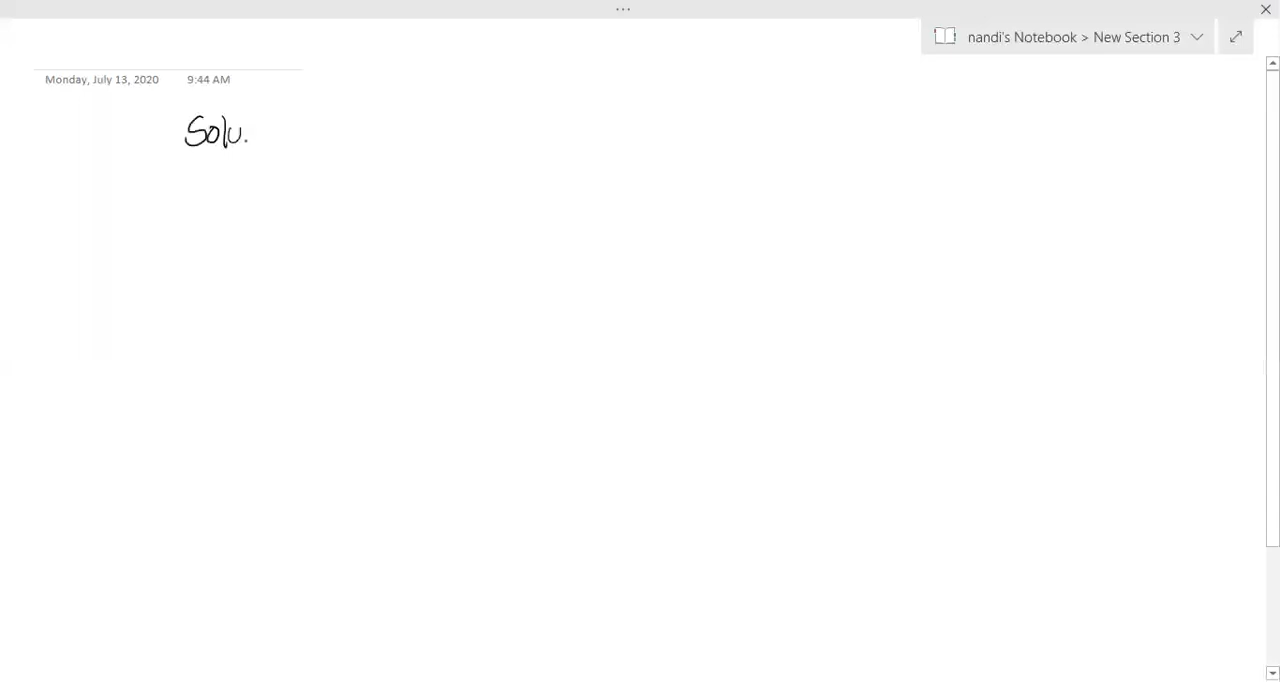 nandi's Notebook > New Section 3
Monday, July 13, 2020 9:44 AM
Solu.